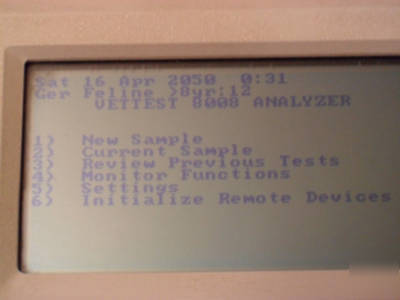 Sat 16 Apr 2050 0:31
Ger Feline >8yr:12
VETTEST 8008 ANALYZER
1) New Sample
2) Current Sample
3) Review Previous Tests
4) Monitor Functions
5) Settings
6) Initialize Remote Devices